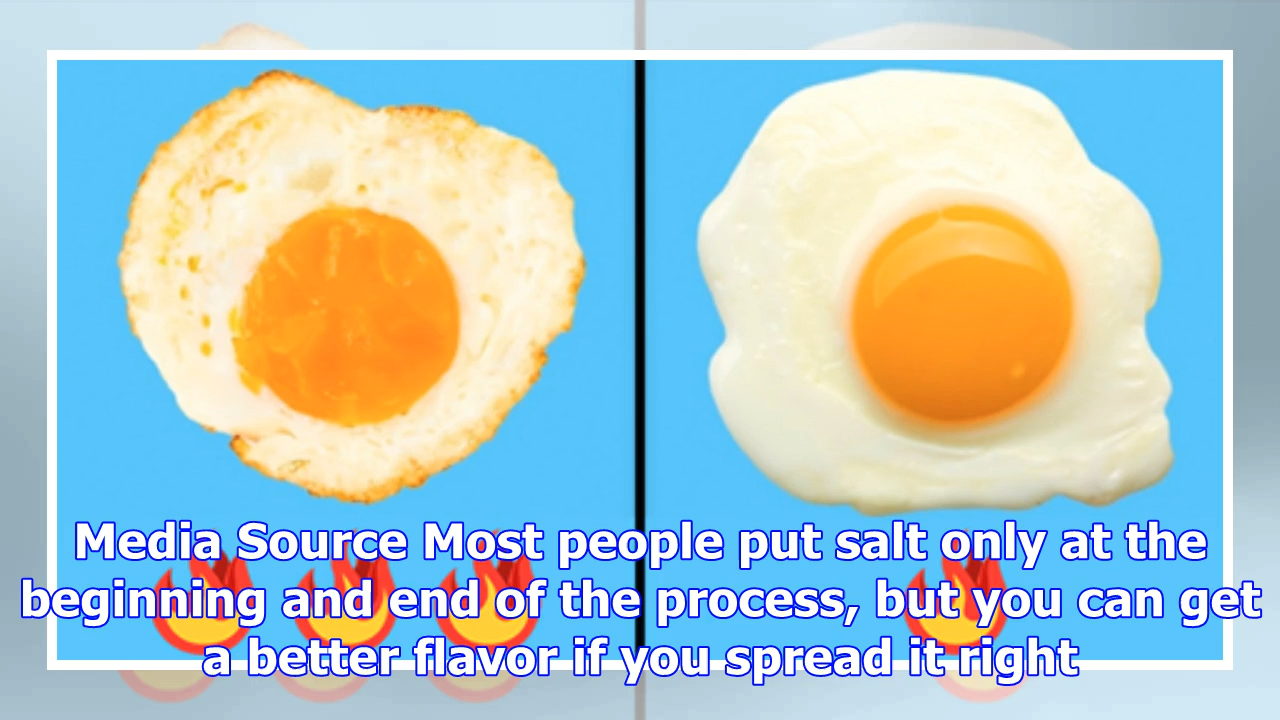 Media Source Most people put salt only at the
beginning and end of the process, but you can get
a better flavor if you spread it right